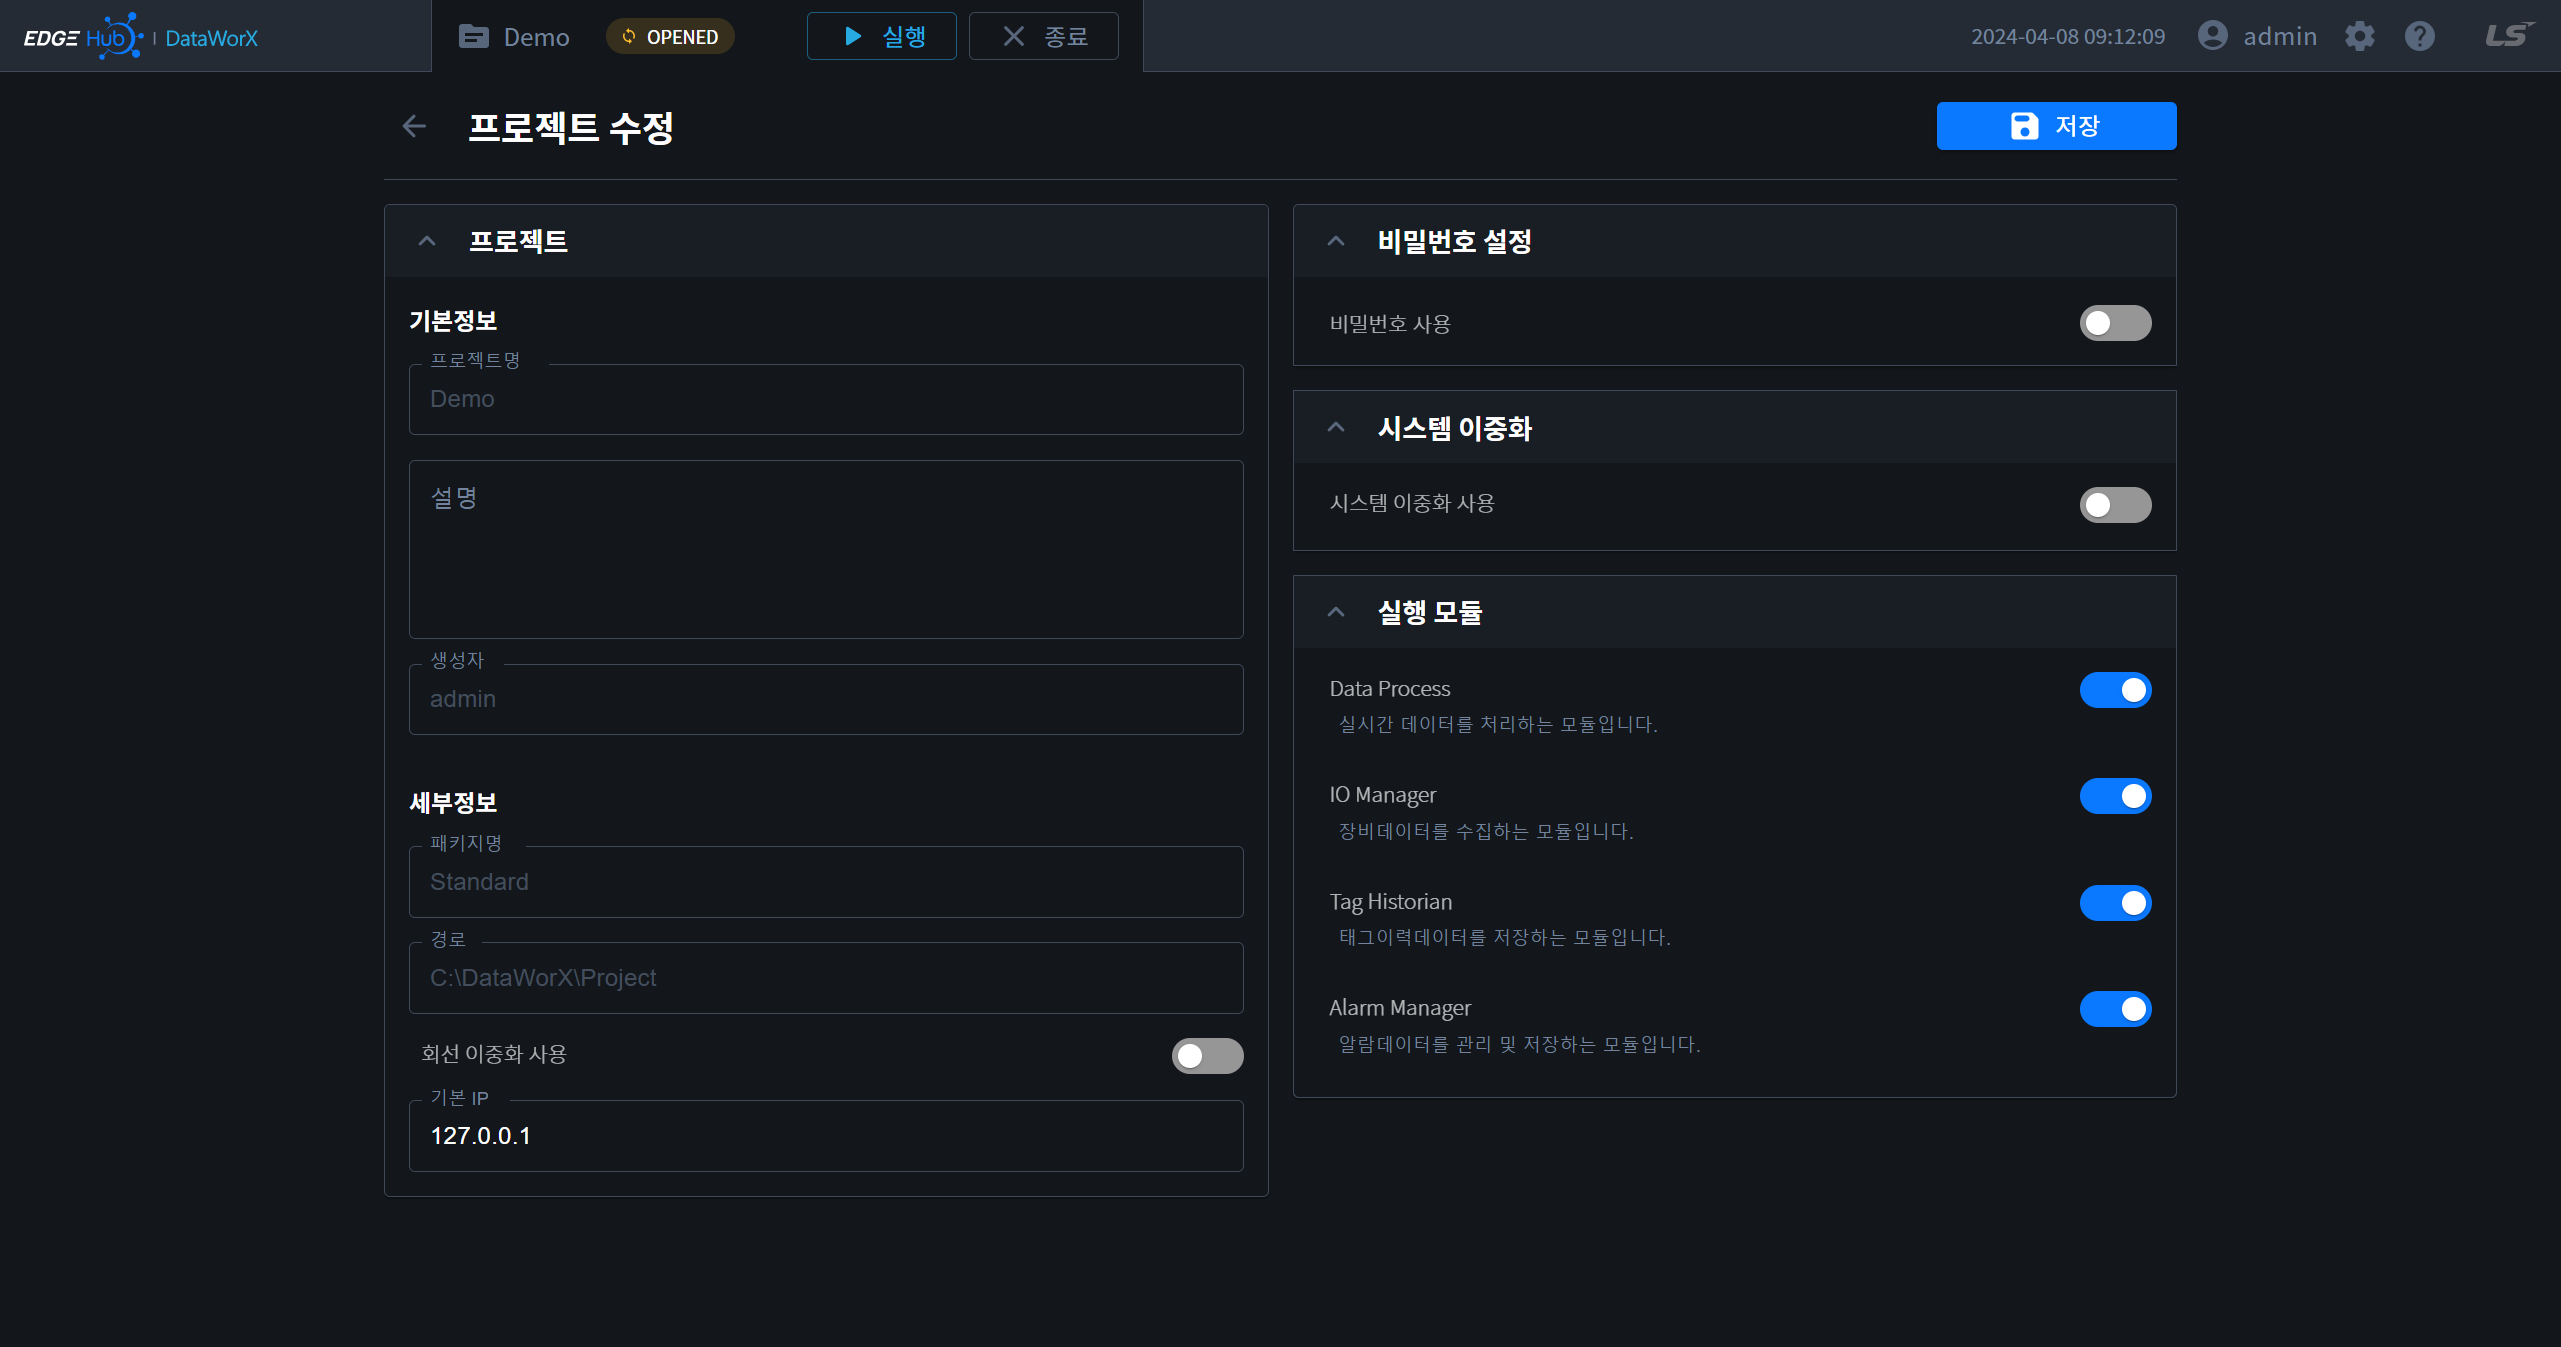 EDGE Hub | DataWorX
Demo
OPENED
실행
종료
2024-04-08 09:12:09
admin
LS
프로젝트 수정
저장
프로젝트
기본정보
프로젝트명
Demo
설명
생성자
admin
세부정보
패키지명
Standard
경로
C:\DataWorX\Project
회선 이중화 사용
기본 IP
127.0.0.1
비밀번호 설정
비밀번호 사용
시스템 이중화
시스템 이중화 사용
실행 모듈
Data Process
실시간 데이터를 처리하는 모듈입니다.
IO Manager
장비데이터를 수집하는 모듈입니다.
Tag Historian
태그이력데이터를 저장하는 모듈입니다.
Alarm Manager
알람데이터를 관리 및 저장하는 모듈입니다.